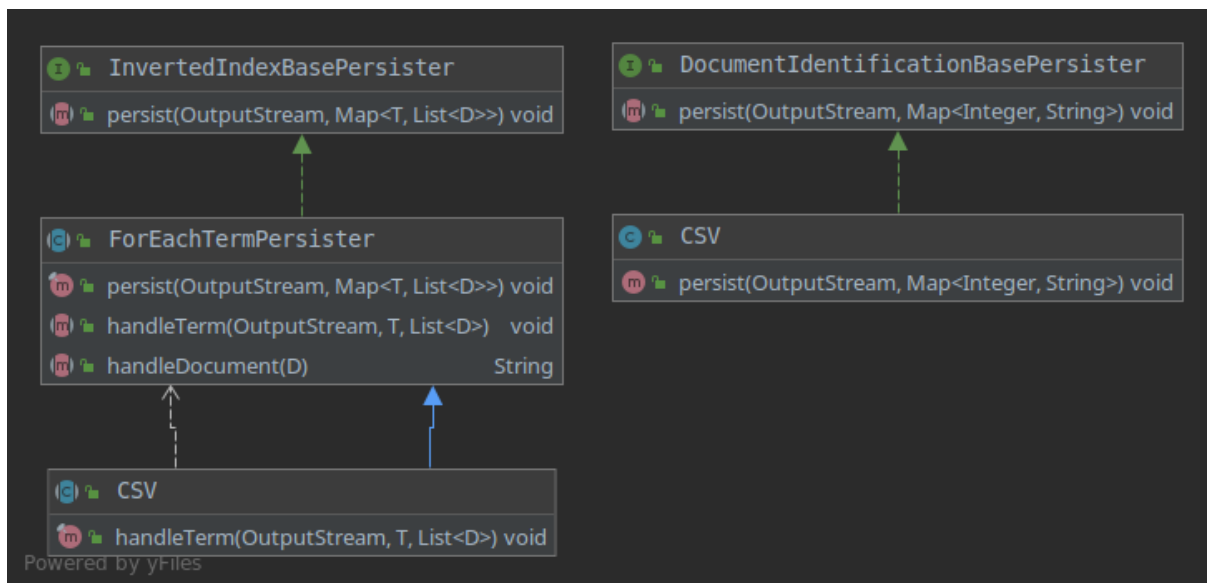 InvertedIndexBasePersister
persist(OutputStream, Map<T, List<D>>) void
ForEachTermPersister
persist(OutputStream, Map<T, List<D>>) void
handleTerm(OutputStream, T, List<D>) void
handleDocument(D) String
CSV
handleTerm(OutputStream, T, List<D>) void
DocumentIdentificationBasePersister
persist(OutputStream, Map<Integer, String>) void
CSV
persist(OutputStream, Map<Integer, String>) void
Powered by yFiles